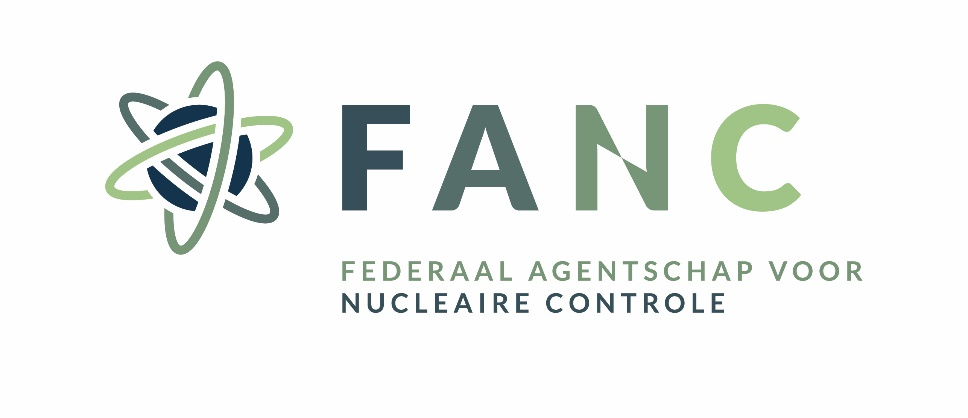 FANC
FEDERAAL AGENTSCHAP VOOR
NUCLEAIRE CONTROLE